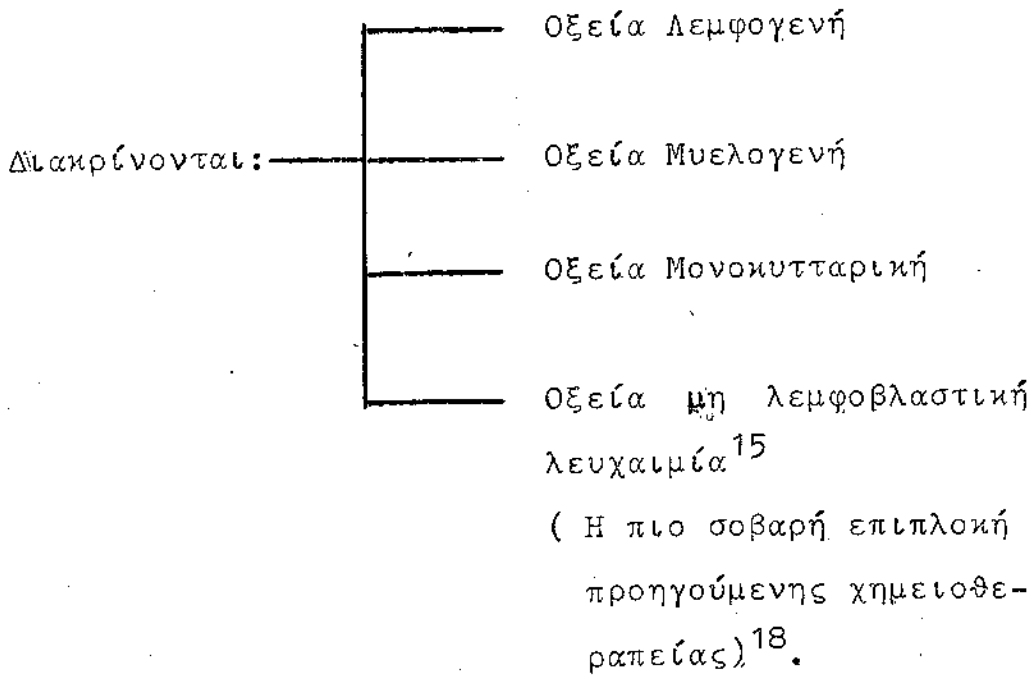 Οξεία Λεμφογενή
Διακρίνονται: Οξεία Μυελογενή
Οξεία Μονοκυτταρική
Οξεία μη λεμφοβλαστική
λευχαιμία15
( Η πιο σοβαρή επιπλοκή
προηγούμενης χημειοθε-
ραπείας)18.